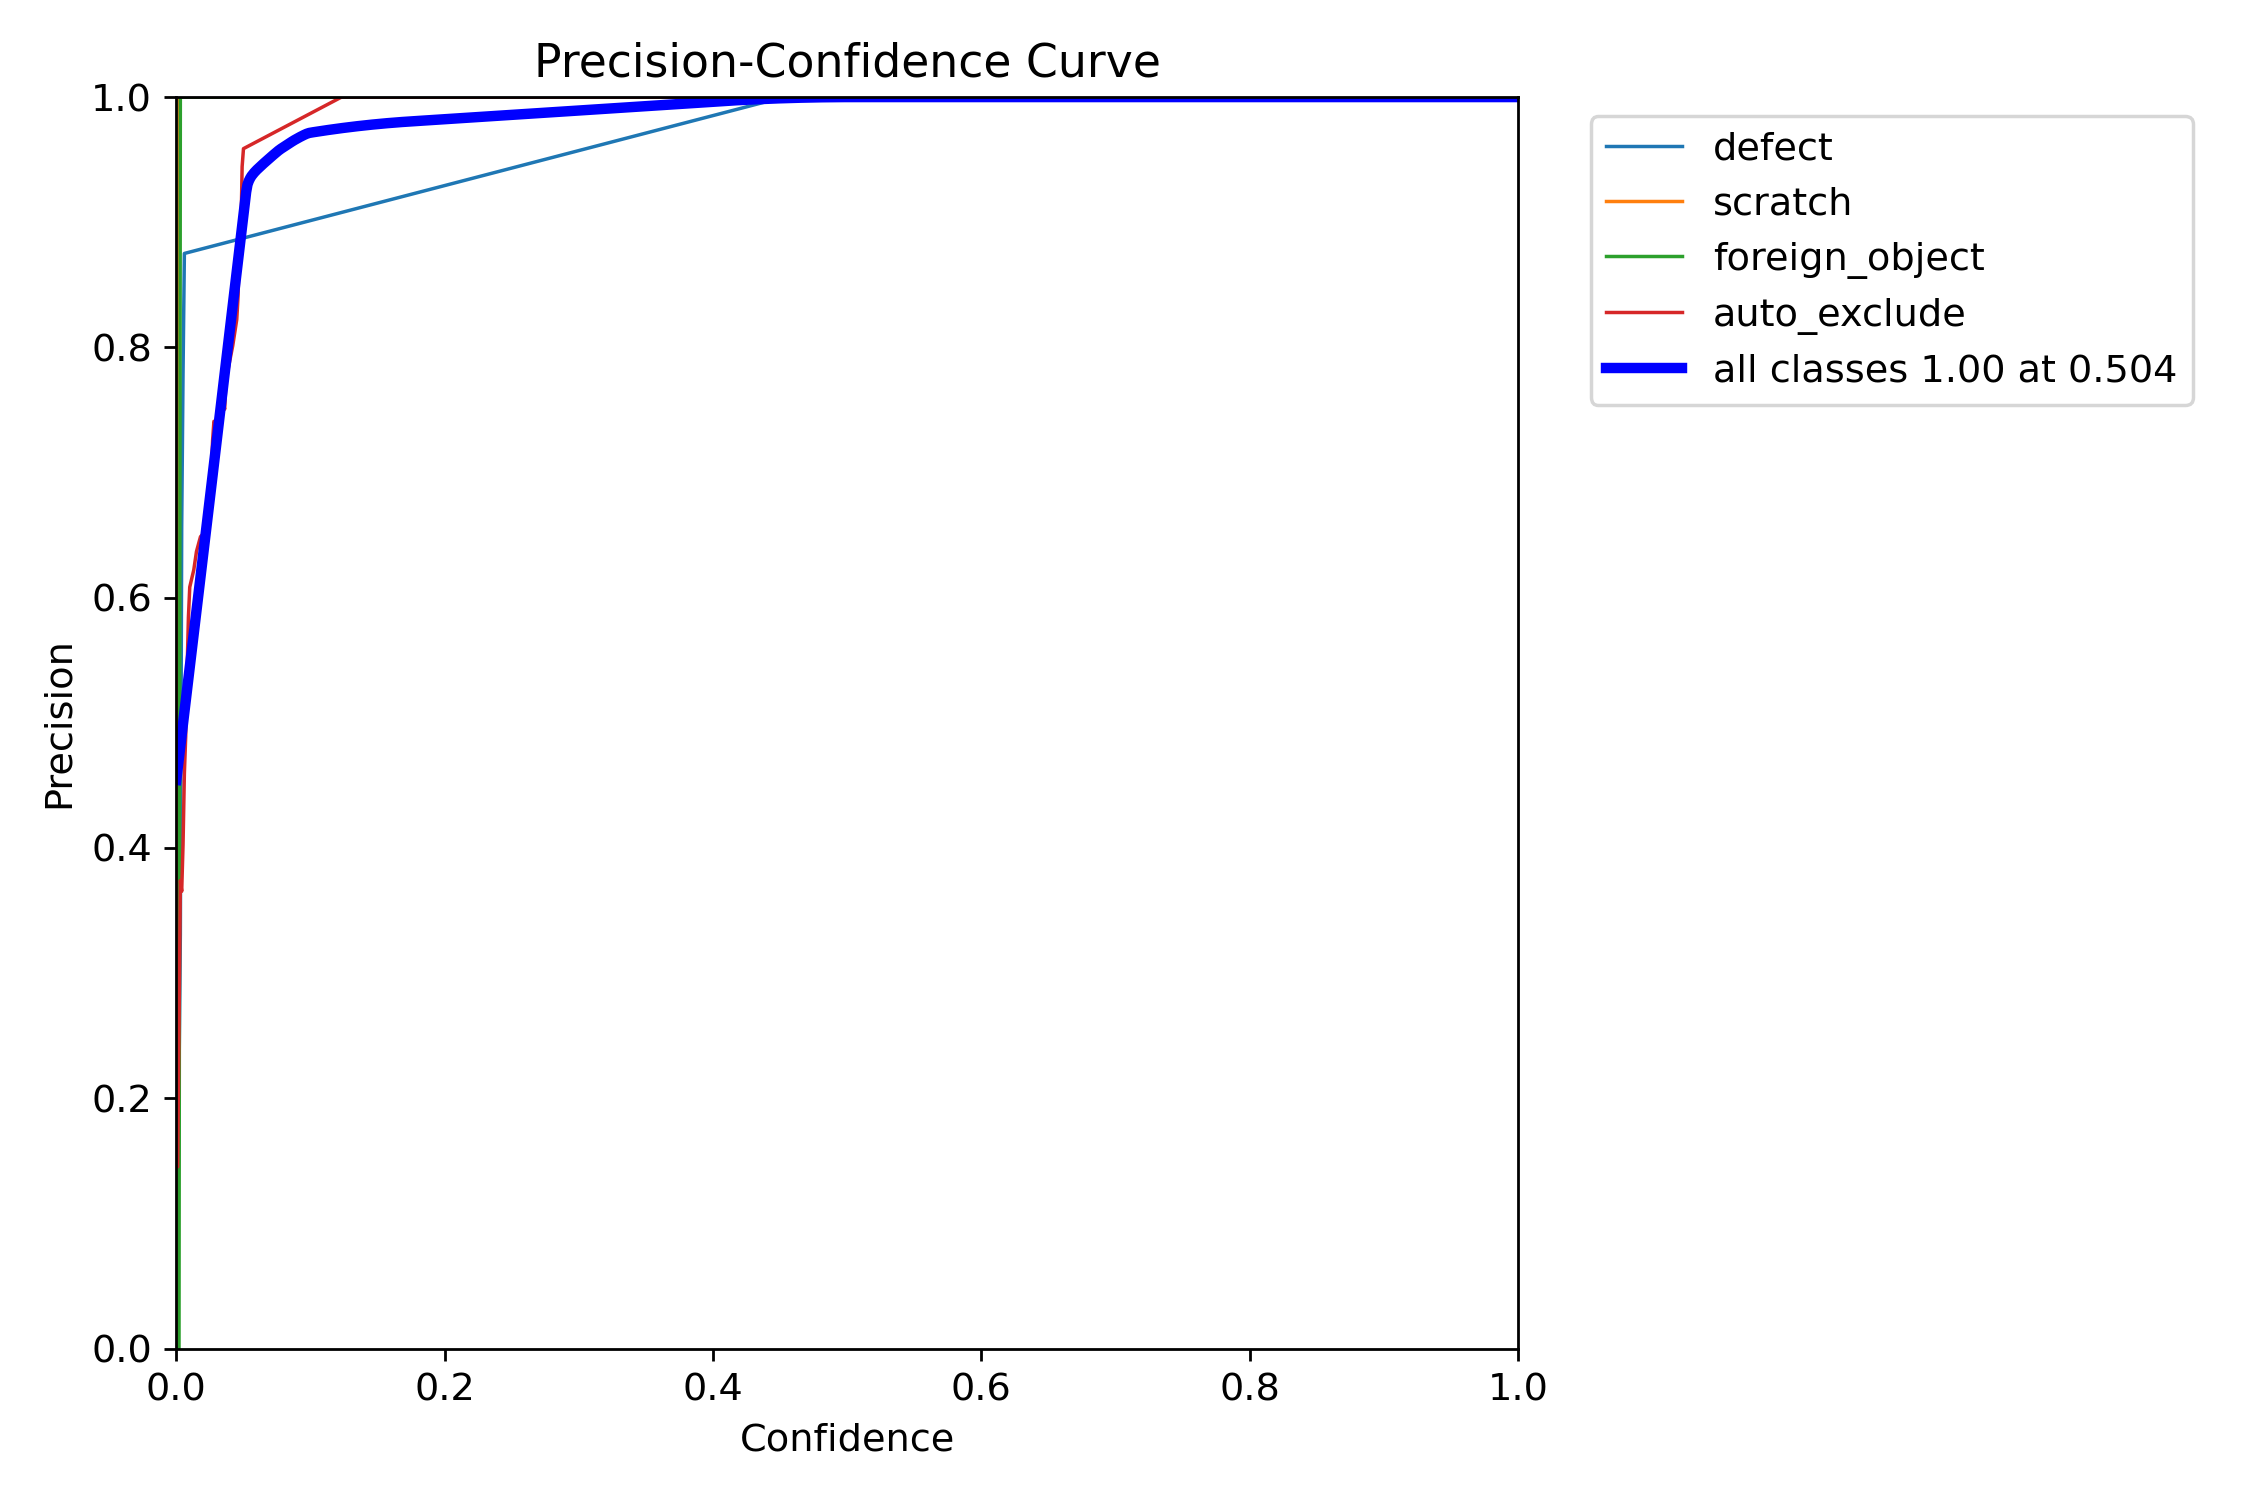 Precision-Confidence Curve
1.0
0.8
0.6
0.4
0.2
0.0
Precision
0.0 0.2 0.4 0.6 0.8 1.0
Confidence
defect
scratch
foreign_object
auto_exclude
all classes 1.00 at 0.504